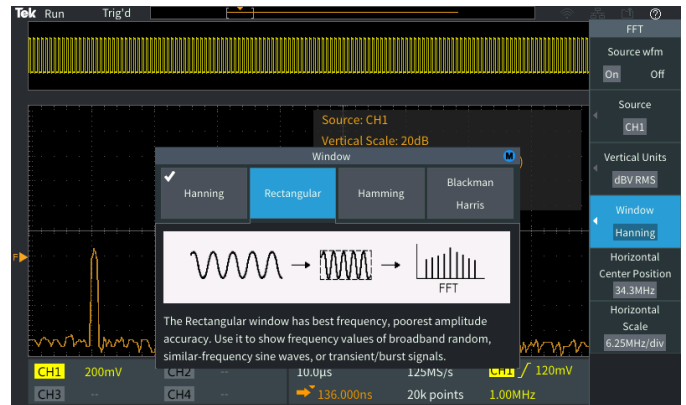 Tek Run Trig'd
FFT
Source wfm
On Off
Source
CH1
Vertical Units
dBV RMS
Window
Hanning
Horizontal
Center Position
34.3MHz
Horizontal
Scale
6.25MHz/div
Source: CH1
Vertical Scale: 20dB
Window M
Hanning
Rectangular
Hamming
Blackman
Harris
FFT
The Rectangular window has best frequency, poorest amplitude
accuracy. Use it to show frequency values of broadband random,
similar-frequency sine waves, or transient/burst signals.
F
CH1 200mV CH2 -- 10.0µs 125MS/s CH1 120mV
CH3 -- CH4 -- 136.000ns 20k points 1.00MHz